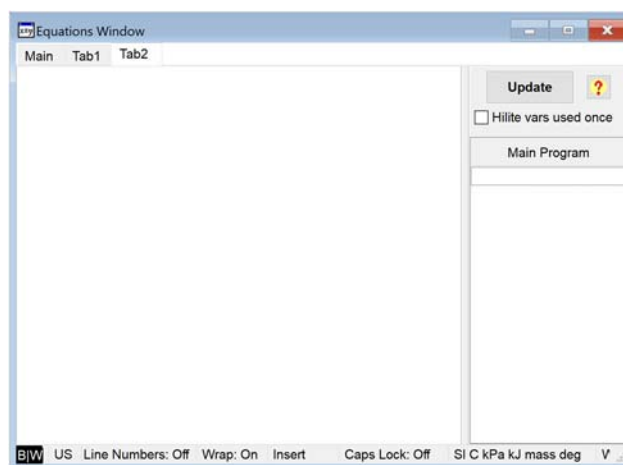 Equations Window
Main Tab1 Tab2
Update ?
Hilite vars used once
Main Program
B|W US Line Numbers: Off Wrap: On Insert Caps Lock: Off SI C kPa kJ mass deg